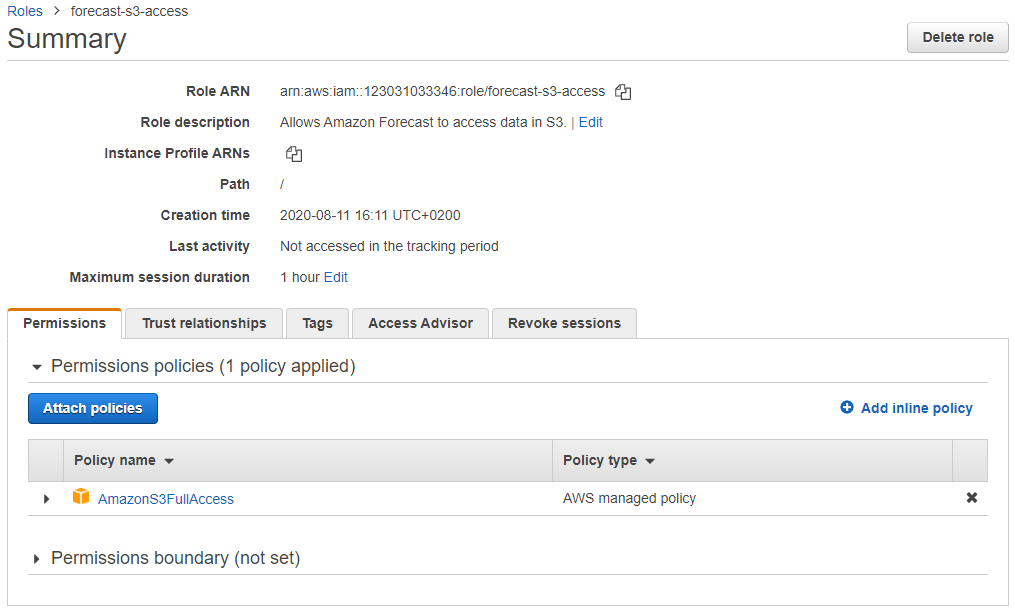 Roles > forecast-s3-access
Summary
Delete role
Role ARN arn:aws:iam::123031033346:role/forecast-s3-access
Role description Allows Amazon Forecast to access data in S3. | Edit
Instance Profile ARNs
Path /
Creation time 2020-08-11 16:11 UTC+0200
Last activity Not accessed in the tracking period
Maximum session duration 1 hour Edit
Permissions Trust relationships Tags Access Advisor Revoke sessions
Permissions policies (1 policy applied)
Attach policies Add inline policy
Policy name Policy type
AmazonS3FullAccess AWS managed policy
Permissions boundary (not set)